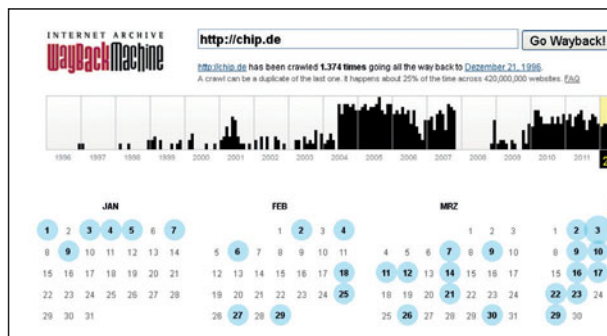 INTERNET ARCHIVE
WayBackMachine
http://chip.de
Go Wayback!
http://chip.de has been crawled 1.374 times going all the way back to Dezember 21, 1996.
A crawl can be a duplicate of the last one. It happens about 25% of the time across 420,000,000 websites. FAQ
1996 1997 1998 1999 2000 2001 2002 2003 2004 2005 2006 2007 2008 2009 2010 2011 2
JAN FEB MRZ
1 2 3 4 5 6 7 1 2 3 4 1 2 3 1 2 3
8 9 10 11 12 13 14 5 6 7 8 9 10 11 4 5 6 7 8 9 10 8 9 10
15 16 17 18 19 20 21 12 13 14 15 16 17 18 11 12 13 14 15 16 17 15 16 17
22 23 24 25 26 27 28 19 20 21 22 23 24 25 18 19 20 21 22 23 24 22 23 24
29 30 31 26 27 28 29 25 26 27 28 29 30 31 29 30